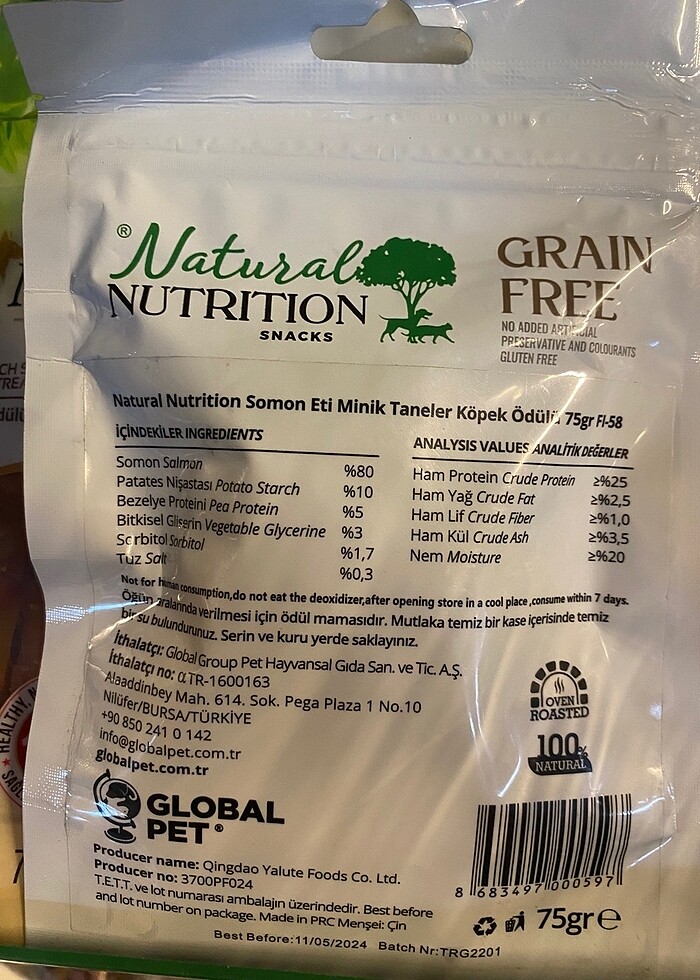 ® Natural
NUTRITION
SNACKS
GRAIN
FREE
NO ADDED ARTIFICIAL
PRESERVATIVE AND COLOURANTS
GLUTEN FREE
Natural Nutrition Somon Eti Minik Taneler Köpek Ödülü 75gr Fl-58
İÇİNDEKİLER INGREDIENTS
Somon Salmon %80
Patates Nişastası Potato Starch %10
Bezelye Proteini Pea Protein %5
Bitkisel Gliserin Vegetable Glycerine %3
Sorbitol Sorbitol %1,7
Tuz Salt %0,3
ANALYSIS VALUES ANALİTİK DEĞERLER
Ham Protein Crude Protein ≥%25
Ham Yağ Crude Fat ≥%2,5
Ham Lif Crude Fiber ≥%1,0
Ham Kül Crude Ash ≥%3,5
Nem Moisture ≥%20
Not for human consumption,do not eat the deoxidizer,after opening store in a cool place ,consume within 7 days.
Öğün aralarında verilmesi için ödül mamasıdır. Mutlaka temiz bir kase içerisinde temiz
bir su bulundurunuz. Serin ve kuru yerde saklayınız.
İthalatçı: Global Group Pet Hayvansal Gıda San. ve Tic. A.Ş.
İthalatçı no: αTR-1600163
Alaaddinbey Mah. 614. Sok. Pega Plaza 1 No.10
Nilüfer/BURSA/TÜRKİYE
+90 850 241 0 142
info@globalpet.com.tr
globalpet.com.tr
OVEN
ROASTED
100%
NATURAL
GLOBAL
PET®
Producer name: Qingdao Yalute Foods Co. Ltd.
Producer no: 3700PF024
T.E.T.T. ve lot numarası ambalajın üzerindedir. Best before
and lot number on package. Made in PRC Menşei: Çin
8 683497 000597
75gr e
Best Before:11/05/2024 Batch Nr:TRG2201